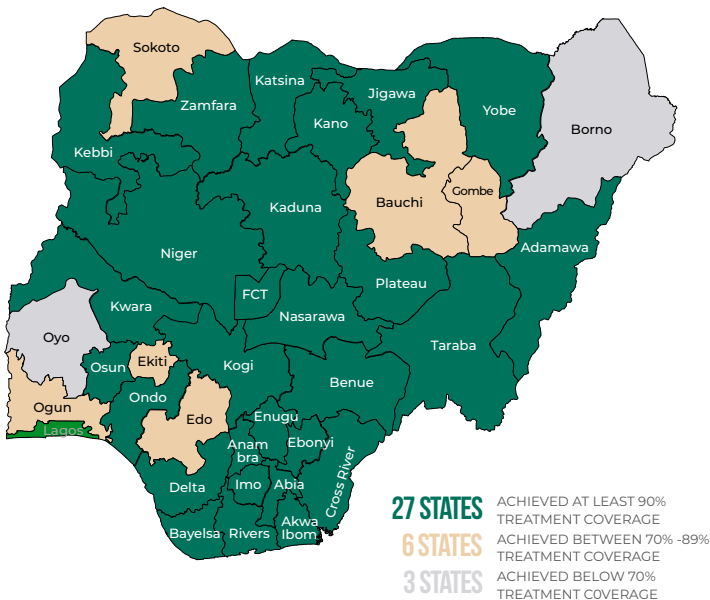 Sokoto
Katsina
Jigawa
Zamfara
Yobe
Kano
Borno
Kebbi
Gombe
Bauchi
Kaduna
Adamawa
Niger
Plateau
FCT
Kwara
Nasarawa
Oyo
Taraba
Ekiti
Osun
Kogi
Benue
Ondo
Ogun
Edo
Enugu
Lagos
Ebonyi
Anam
bra
Cross River
Delta
Imo
Abia
Akwa
Ibom
Bayelsa
Rivers
27 STATES
ACHIEVED AT LEAST 90%
TREATMENT COVERAGE
6 STATES
ACHIEVED BETWEEN 70% -89%
TREATMENT COVERAGE
3 STATES
ACHIEVED BELOW 70%
TREATMENT COVERAGE